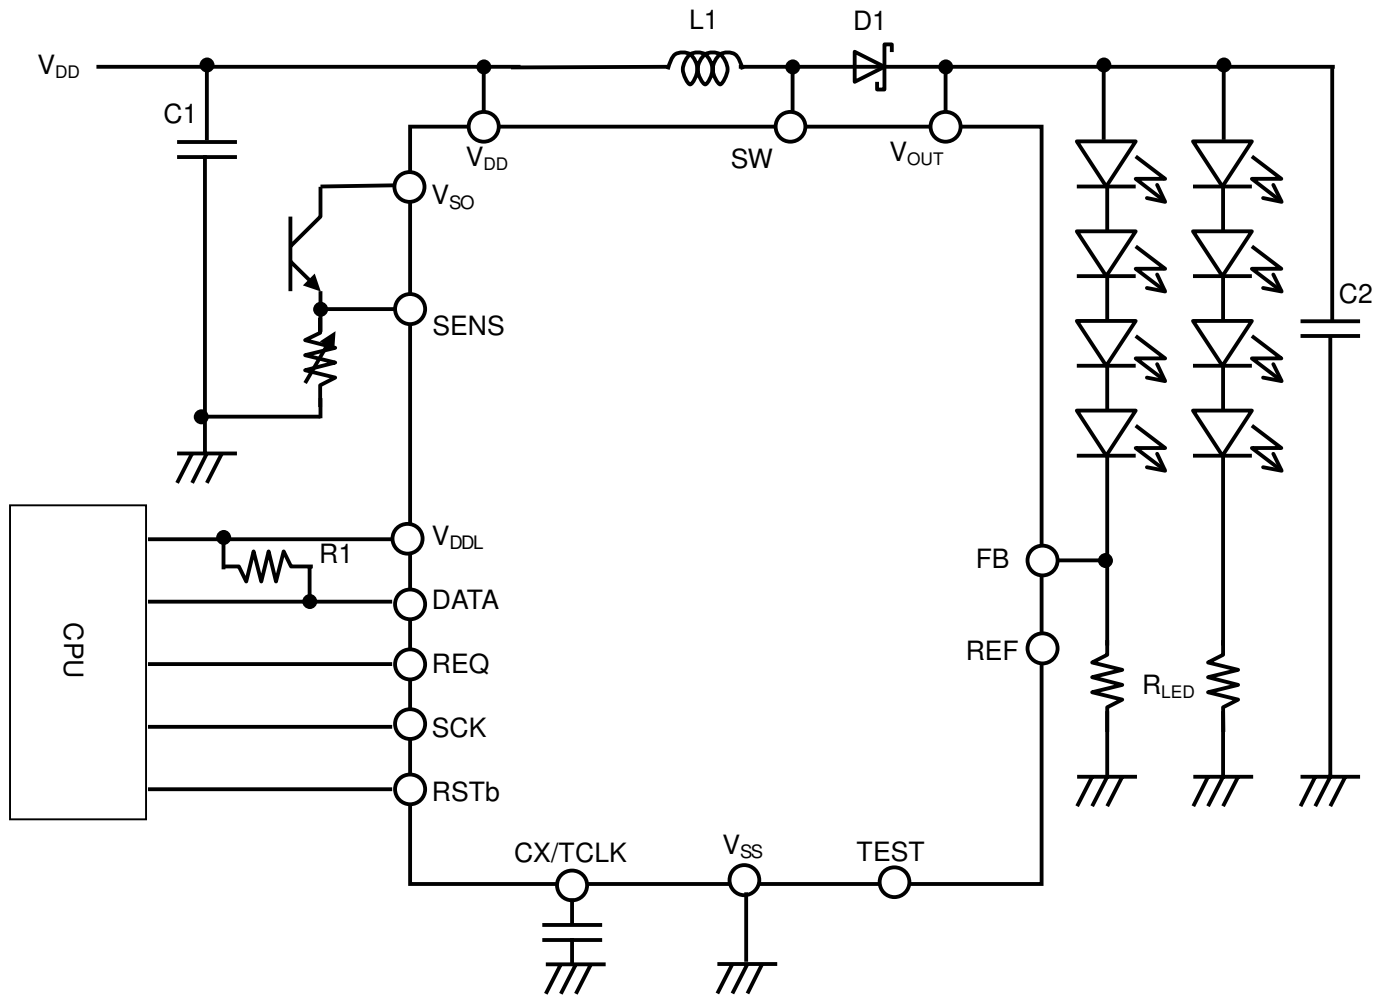 L1
D1
VDD
C1
VDD
SW
VOUT
VSO
C2
SENS
VDDL
R1
FB
DATA
CPU
REQ
REF
RLED
SCK
RSTb
CX/TCLK
VSS
TEST